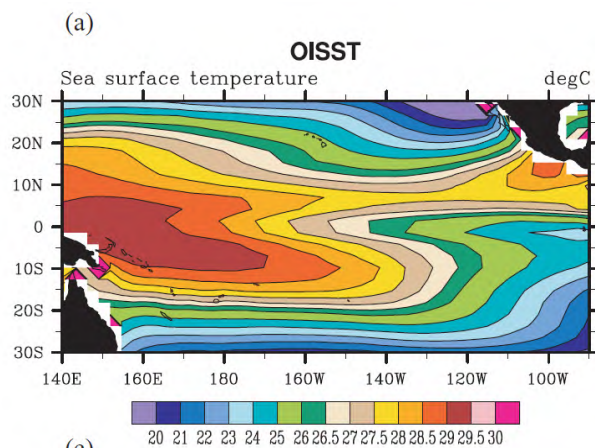 (a)
OISST
Sea surface temperature degC
30N
20N
10N
0
10S
20S
30S
140E 160E 180 160W 140W 120W 100W
20 21 22 23 24 25 26 26.5 27 27.5 28 28.5 29 29.5 30